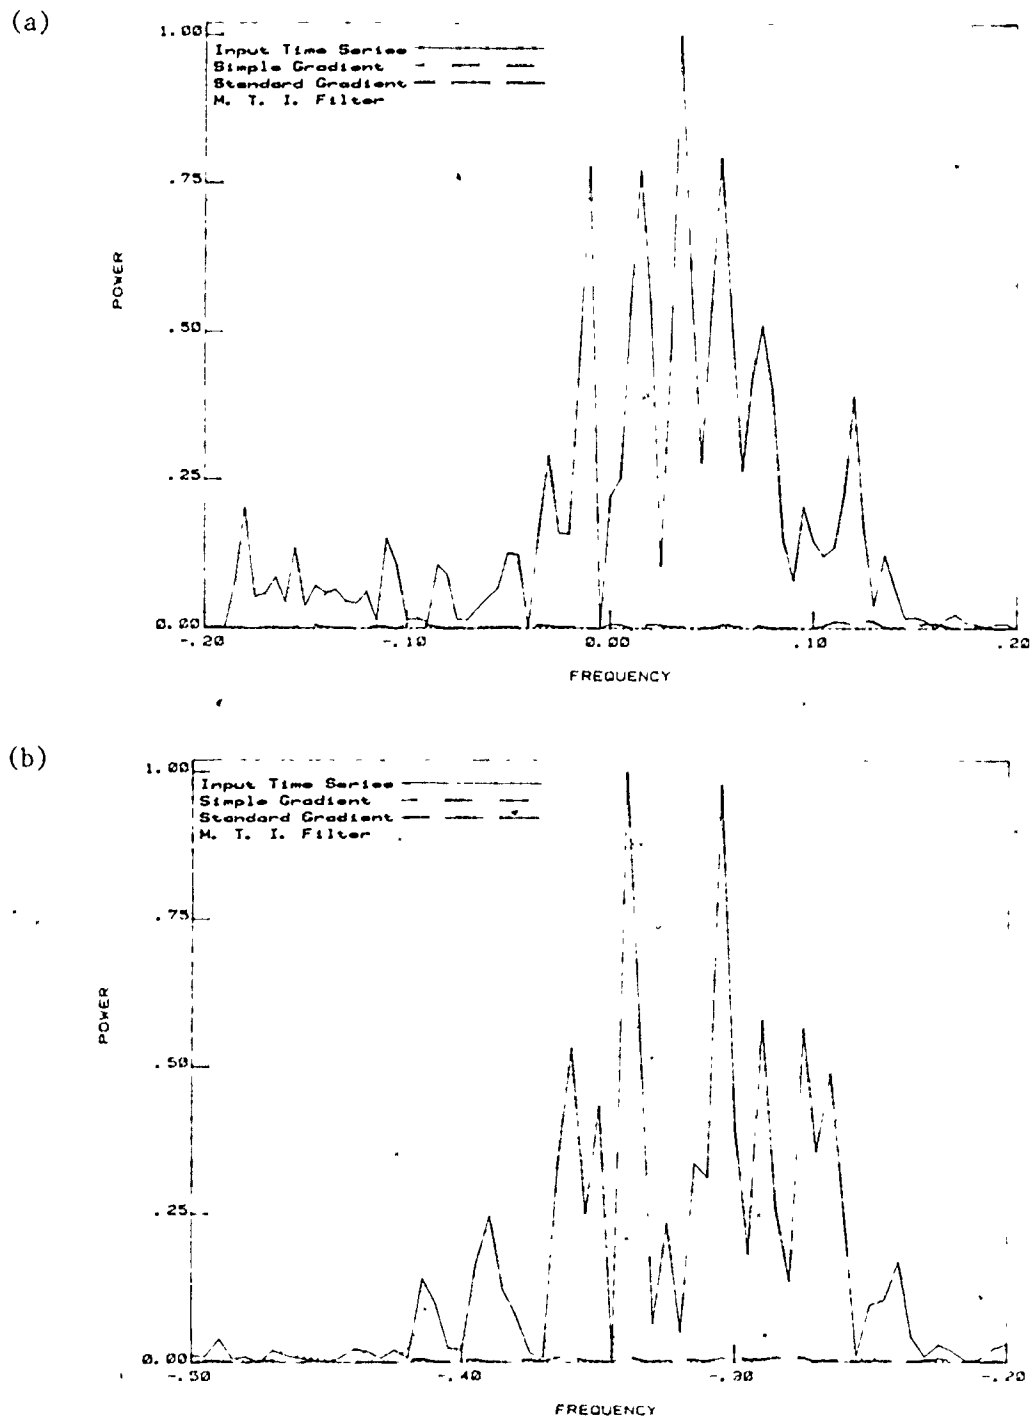 (a)
1.00
Input Time Series
Simple Gradient
Standard Gradient
M. T. I. Filter
.75
POWER
.50
.25
0.00
-.20
-.10
0.00
.10
.20
FREQUENCY
(b)
1.00
Input Time Series
Simple Gradient
Standard Gradient
M. T. I. Filter
.75
POWER
.50
.25
0.00
-.50
-.40
-.30
-.20
FREQUENCY